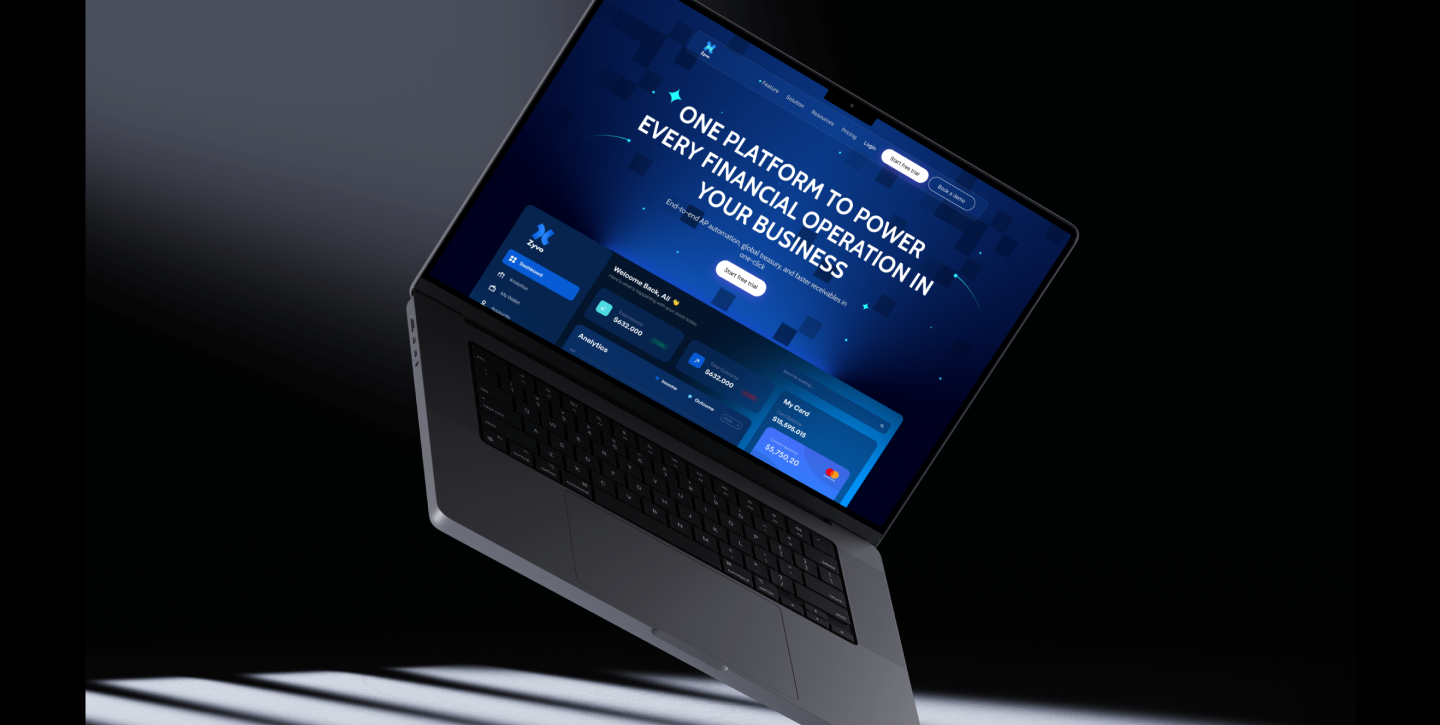 Zyvo
Feature
Solution
Resources
Pricing
Login
Start free trial
Book a demo
ONE PLATFORM TO POWER
EVERY FINANCIAL OPERATION IN
YOUR BUSINESS
End-to-end AP automation, global treasury, and faster receivables in
one-click
Start free trial
Zyvo
Dashboard
Analytics
My Wallet
Accounts
Welcome Back, Ali 👋
$632.000
$632.000
Analytics
Income
Outcome
My Card
$15,595.015
$5,750,20